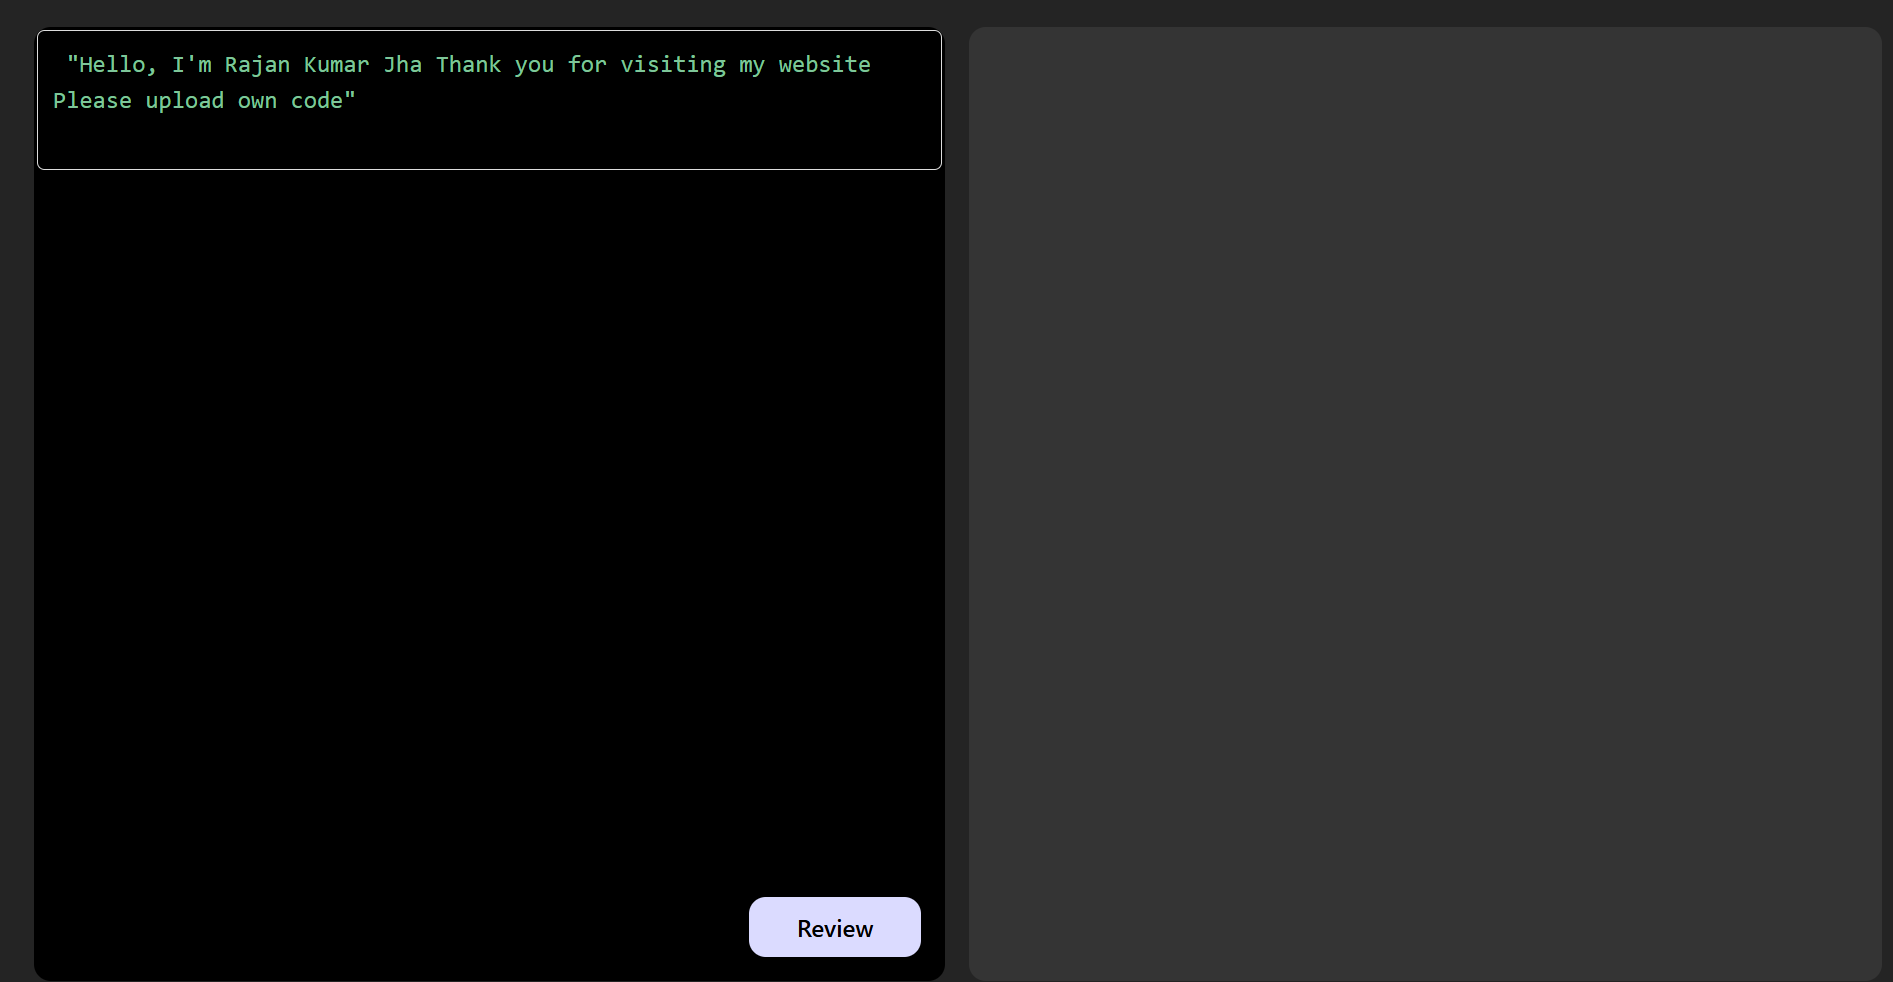 "Hello, I'm Rajan Kumar Jha Thank you for visiting my website
Please upload own code"
Review